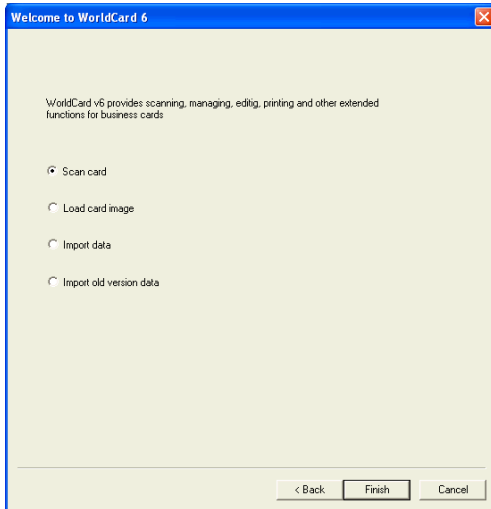 Welcome to WorldCard 6
WorldCard v6 provides scanning, managing, editig, printing and other extended
functions for business cards
Scan card
Load card image
Import data
Import old version data
< Back
Finish
Cancel